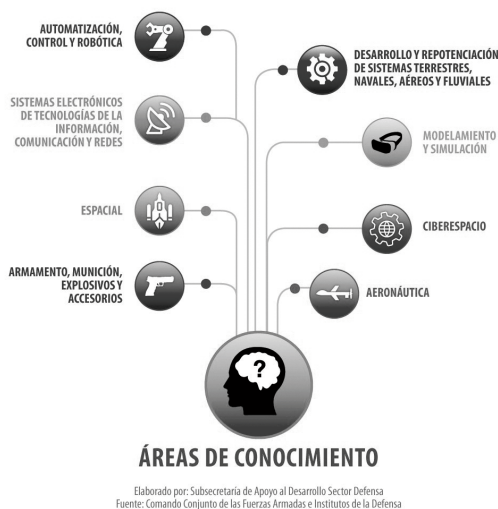 AUTOMATIZACIÓN,
CONTROL Y ROBÓTICA
DESARROLLO Y REPOTENCIACIÓN
DE SISTEMAS TERRESTRES,
NAVALES, AÉREOS Y FLUVIALES
SISTEMAS ELECTRÓNICOS
DE TECNOLOGÍAS DE LA
INFORMACIÓN,
COMUNICACIÓN Y REDES
MODELAMIENTO
Y SIMULACIÓN
ESPACIAL
CIBERESPACIO
ARMAMENTO, MUNICIÓN,
EXPLOSIVOS Y
ACCESORIOS
AERONÁUTICA
?
ÁREAS DE CONOCIMIENTO
Elaborado por: Subsecretaría de Apoyo al Desarrollo Sector Defensa
Fuente: Comando Conjunto de las Fuerzas Armadas e Institutos de la Defensa